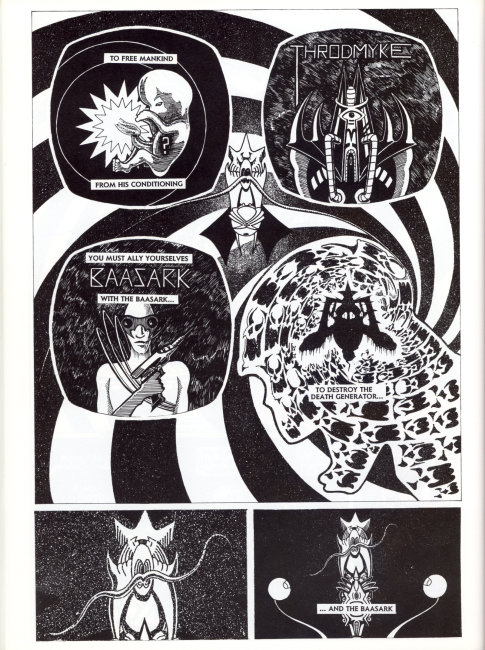 TO FREE MANKIND
?
FROM HIS CONDITIONING
THRODMYKE
YOU MUST ALLY YOURSELVES
BAASARK
WITH THE BAASARK...
TO DESTROY THE
DEATH GENERATOR...
... AND THE BAASARK